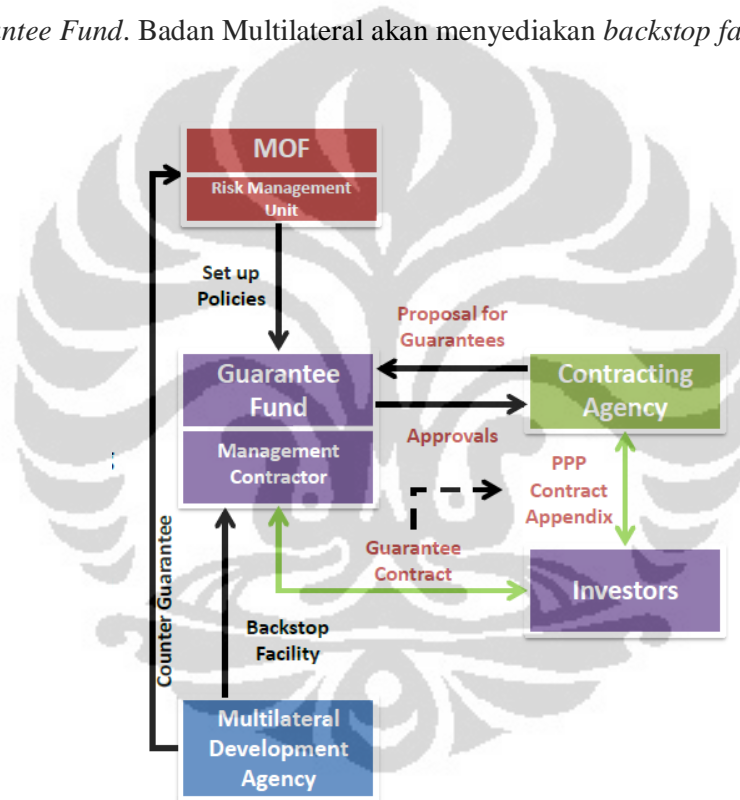 antee Fund. Badan Multilateral akan menyediakan backstop fa
MOF
Risk Management
Unit
Set up
Policies
Proposal for
Guarantees
Guarantee
Fund
Contracting
Agency
Approvals
Management
Contractor
PPP
Contract
Appendix
Guarantee
Contract
Investors
Counter Guarantee
Backstop
Facility
Multilateral
Development
Agency